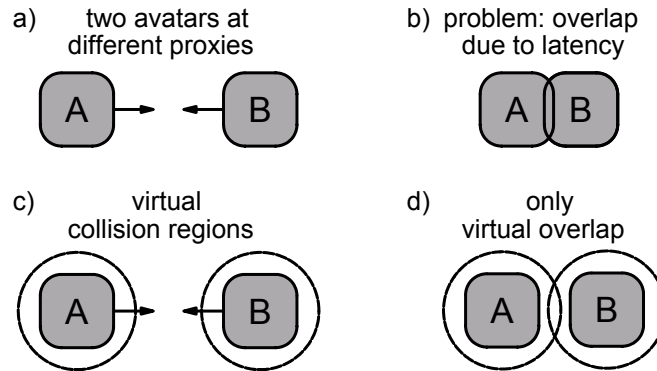 a) two avatars at
different proxies
A
B
b) problem: overlap
due to latency
A
B
c) virtual
collision regions
A
B
d) only
virtual overlap
A
B